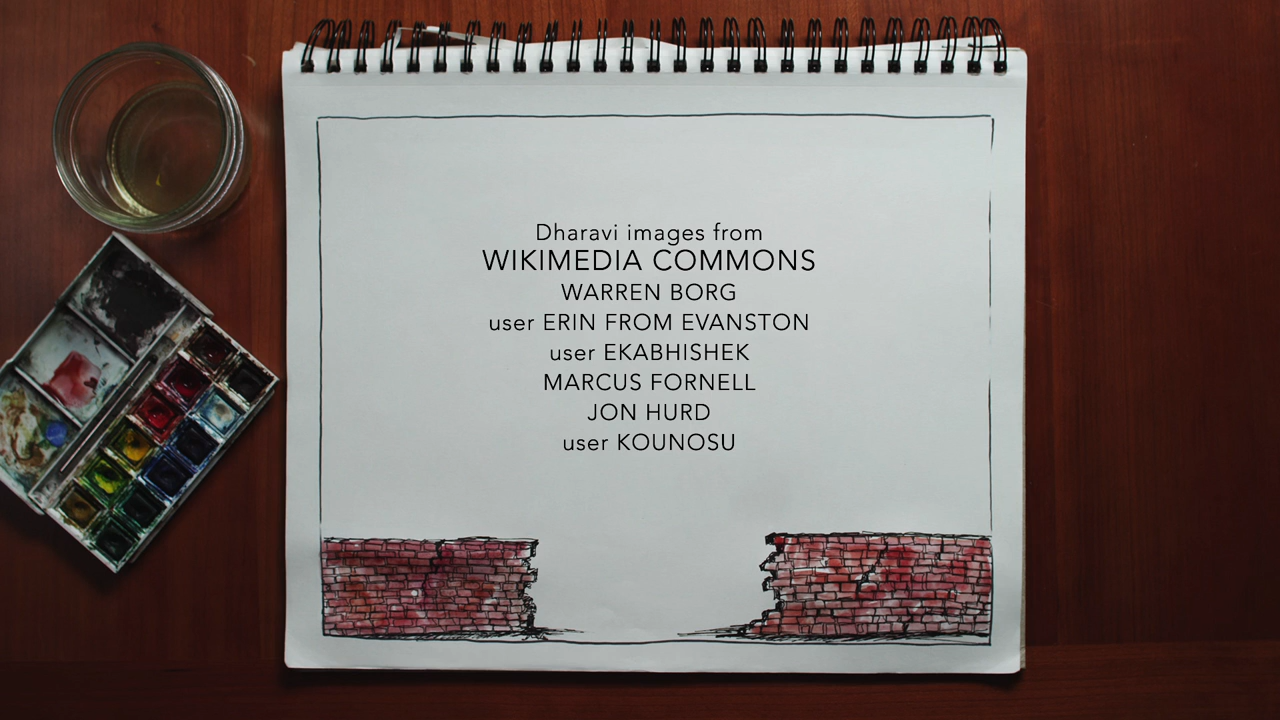 Dharavi images from
WIKIMEDIA COMMONS
WARREN BORG
user ERIN FROM EVANSTON
user EKABHISHEK
MARCUS FORNELL
JON HURD
user KOUNOSU